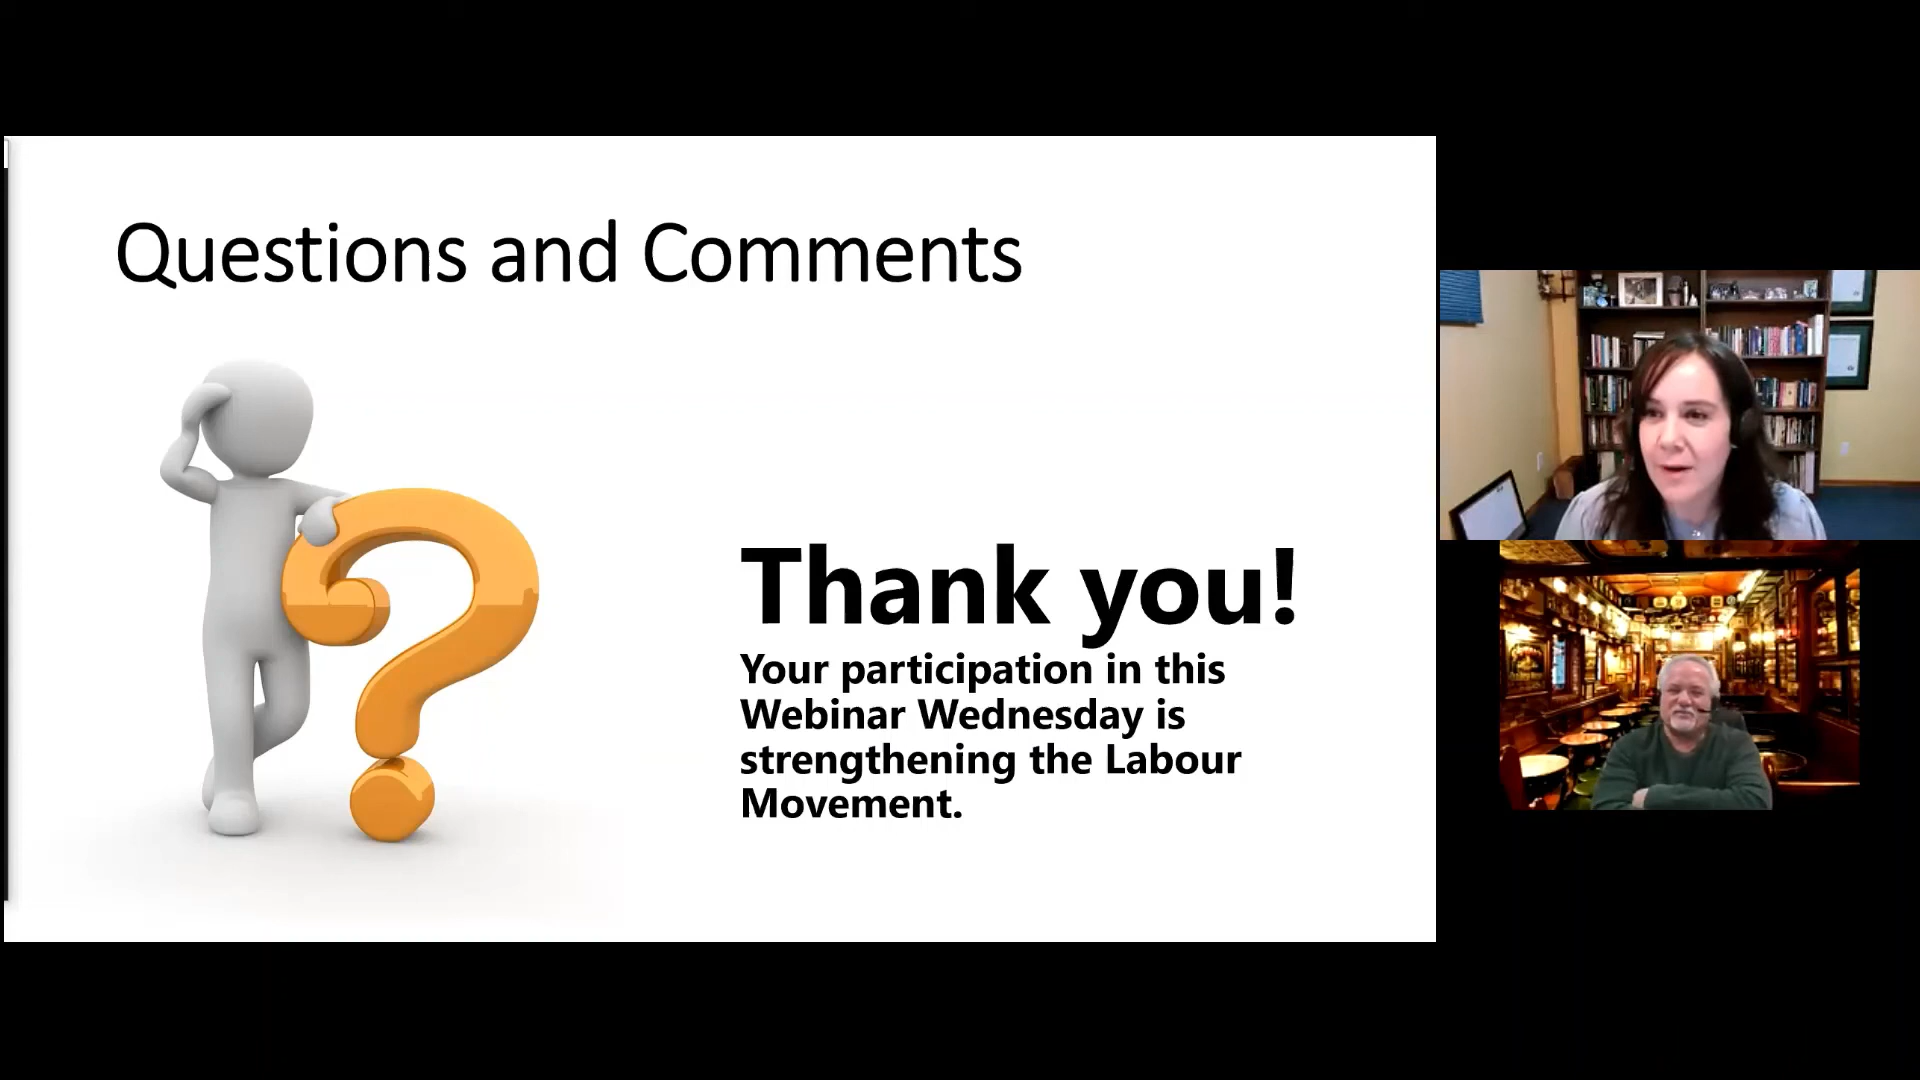 Questions and Comments
Thank you!
Your participation in this
Webinar Wednesday is
strengthening the Labour
Movement.